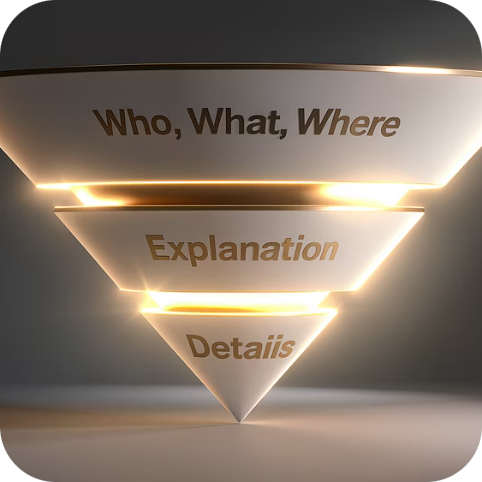 Who, What, Where
Explanation
Detaiis